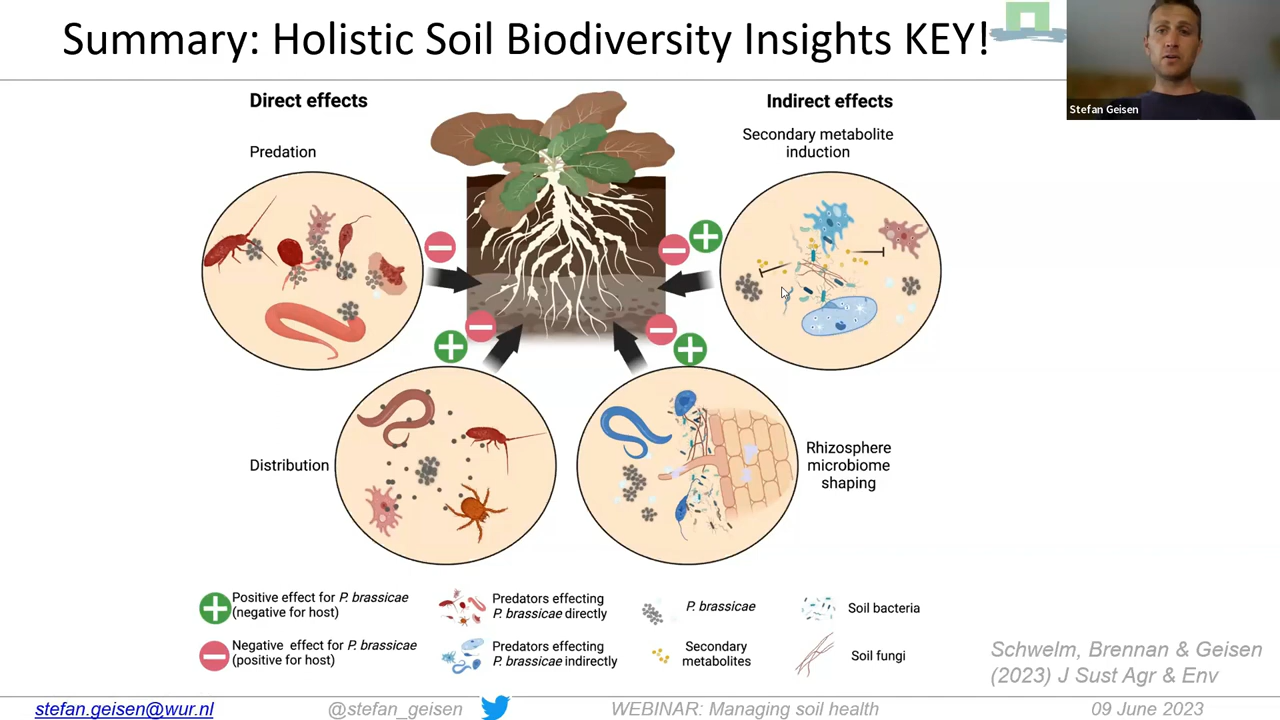 Summary: Holistic Soil Biodiversity Insights KEY!
Stefan Geisen
Direct effects
Indirect effects
Predation
Secondary metabolite
induction
Distribution
Rhizosphere
microbiome
shaping
Positive effect for P. brassicae
(negative for host)
Predators effecting
P. brassicae directly
P. brassicae
Soil bacteria
Negative effect for P. brassicae
(positive for host)
Predators effecting
P. brassicae indirectly
Secondary
metabolites
Soil fungi
Schwelm, Brennan & Geisen
(2023) J Sust Agr & Env
stefan.geisen@wur.nl
@stefan_geisen
WEBINAR: Managing soil health
09 June 2023